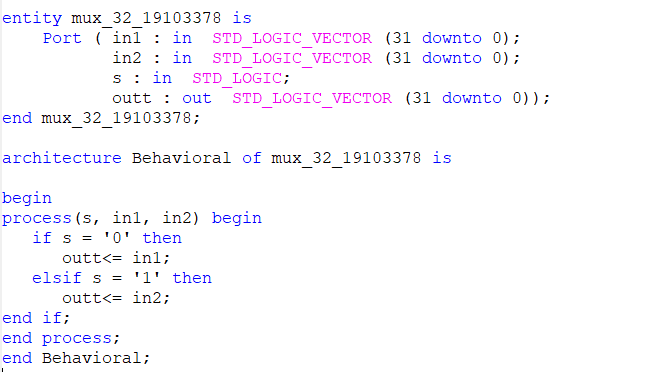 entity mux_32_19103378 is
    Port ( in1 : in  STD_LOGIC_VECTOR (31 downto 0);
           in2 : in  STD_LOGIC_VECTOR (31 downto 0);
           s : in  STD_LOGIC;
           outt : out  STD_LOGIC_VECTOR (31 downto 0));
end mux_32_19103378;
architecture Behavioral of mux_32_19103378 is
begin
process(s, in1, in2) begin
   if s = '0' then
      outt<= in1;
   elsif s = '1' then
      outt<= in2;
end if;
end process;
end Behavioral;